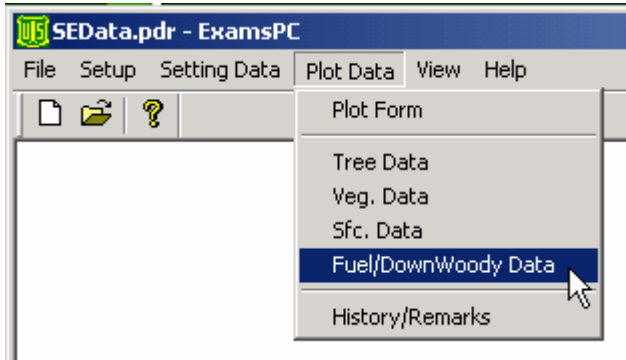 SEData.pdr - ExamsPC
File Setup Setting Data Plot Data View Help
Plot Form
Tree Data
Veg. Data
Sfc. Data
Fuel/DownWoody Data
History/Remarks